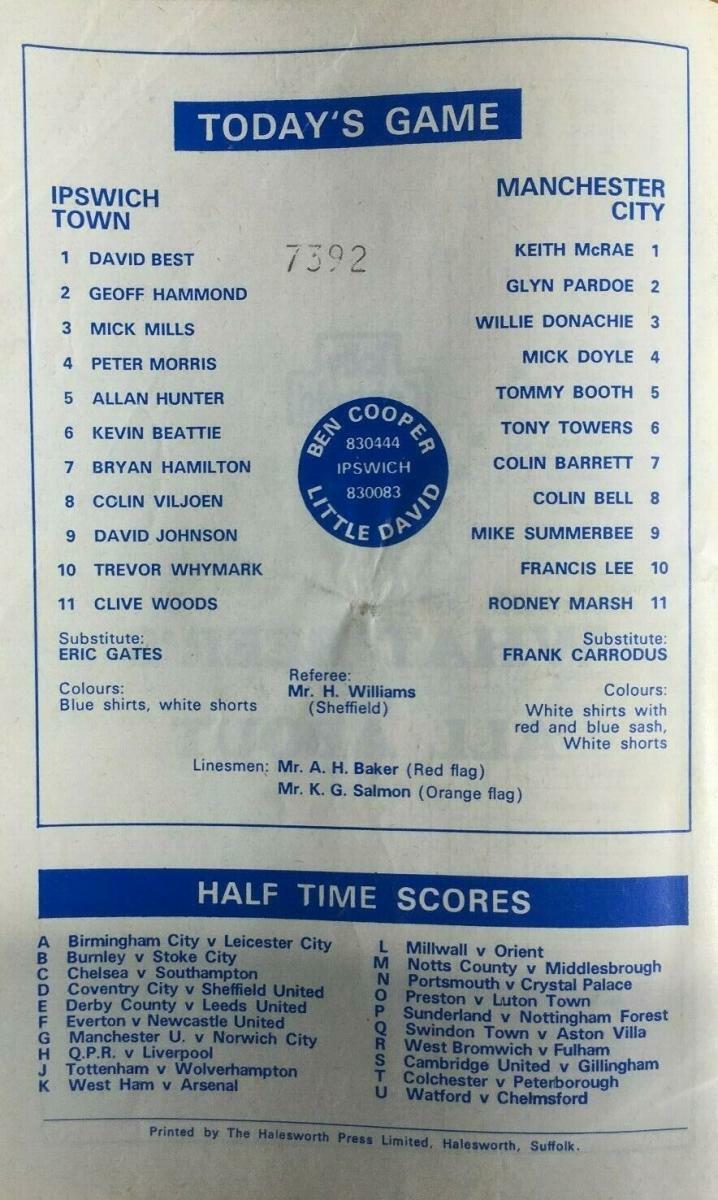 TODAY'S GAME
IPSWICH
TOWN
1 DAVID BEST
2 GEOFF HAMMOND
3 MICK MILLS
4 PETER MORRIS
5 ALLAN HUNTER
6 KEVIN BEATTIE
7 BRYAN HAMILTON
8 COLIN VILJOEN
9 DAVID JOHNSON
10 TREVOR WHYMARK
11 CLIVE WOODS
Substitute:
ERIC GATES
Colours:
Blue shirts, white shorts
7392
BEN COOPER
830444
IPSWICH
830083
LITTLE DAVID
MANCHESTER
CITY
KEITH McRAE 1
GLYN PARDOE 2
WILLIE DONACHIE 3
MICK DOYLE 4
TOMMY BOOTH 5
TONY TOWERS 6
COLIN BARRETT 7
COLIN BELL 8
MIKE SUMMERBEE 9
FRANCIS LEE 10
RODNEY MARSH 11
Substitute:
FRANK CARRODUS
Colours:
White shirts with
red and blue sash,
White shorts
Referee:
Mr. H. Williams
(Sheffield)
Linesmen: Mr. A. H. Baker (Red flag)
Mr. K. G. Salmon (Orange flag)
HALF TIME SCORES
A Birmingham City v Leicester City
B Burnley v Stoke City
C Chelsea v Southampton
D Coventry City v Sheffield United
E Derby County v Leeds United
F Everton v Newcastle United
G Manchester U. v Norwich City
H Q.P.R. v Liverpool
J Tottenham v Wolverhampton
K West Ham v Arsenal
L Millwall v Orient
M Notts County v Middlesbrough
N Portsmouth v Crystal Palace
O Preston v Luton Town
P Sunderland v Nottingham Forest
Q Swindon Town v Aston Villa
R West Bromwich v Fulham
S Cambridge United v Gillingham
T Colchester v Peterborough
U Watford v Chelmsford
Printed by The Halesworth Press Limited, Halesworth, Suffolk.